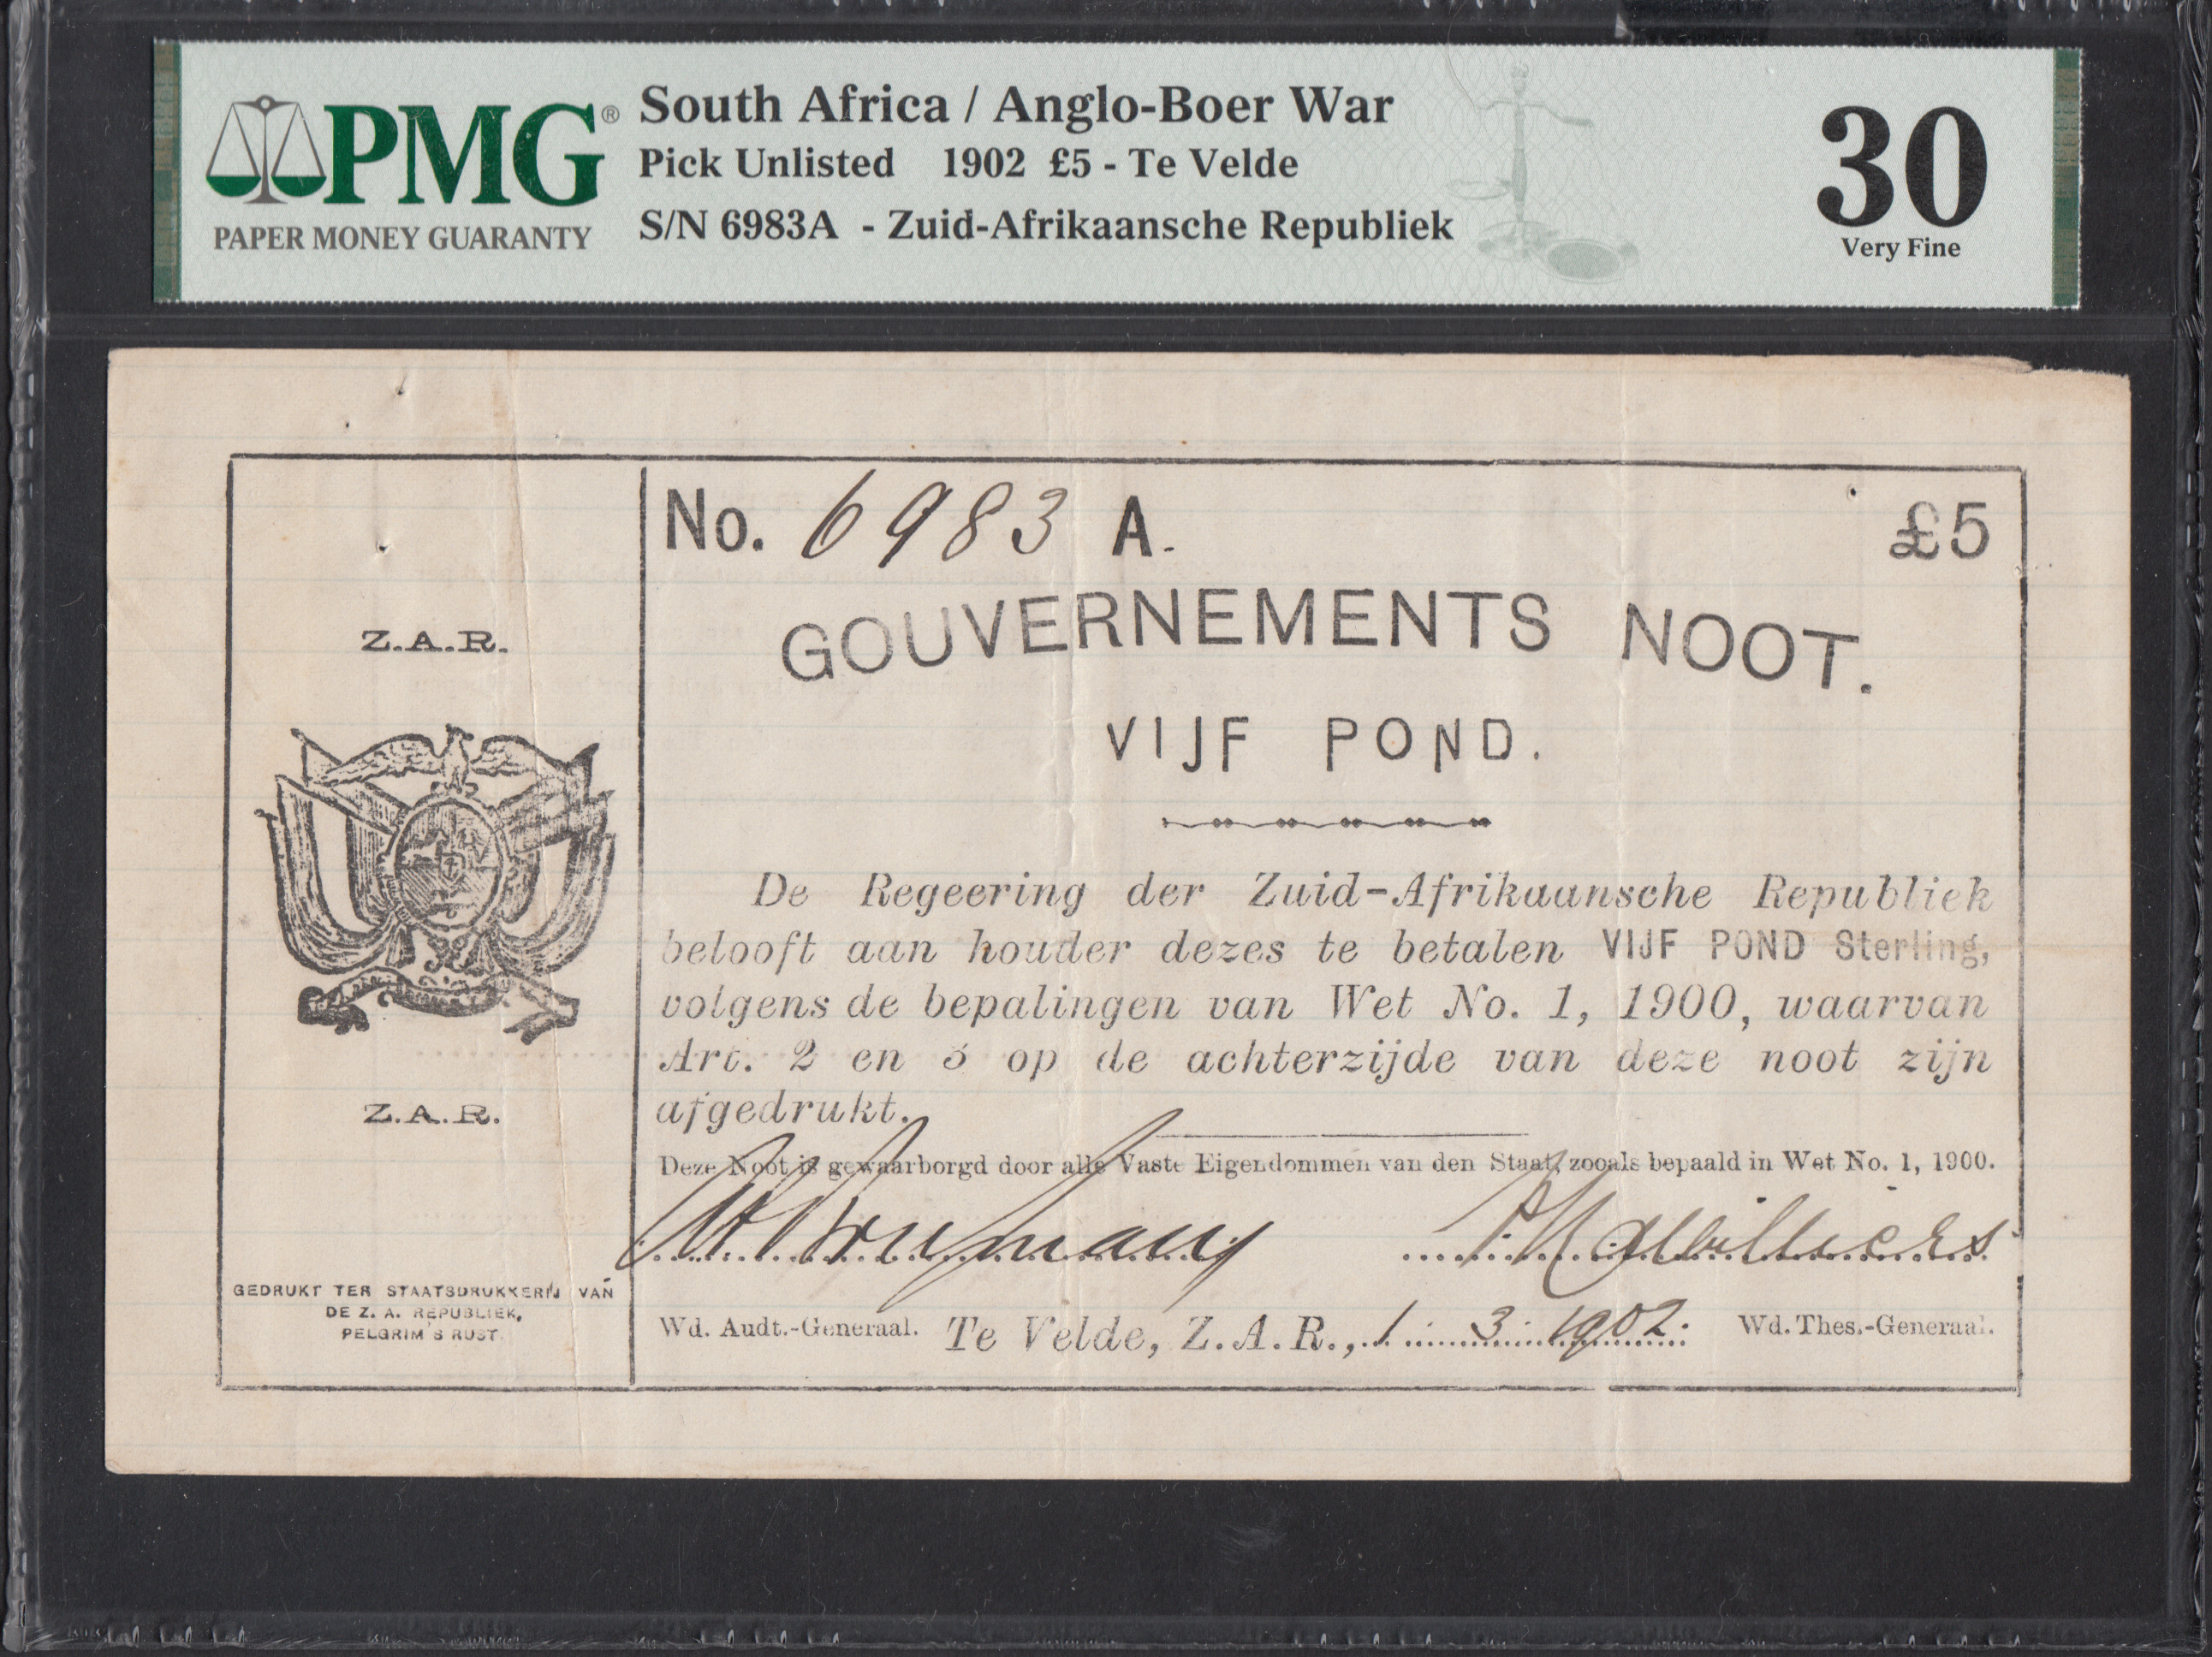 PMG®
PAPER MONEY GUARANTY
South Africa / Anglo-Boer War
Pick Unlisted 1902 £5 - Te Velde
S/N 6983A - Zuid-Afrikaansche Republiek
30
Very Fine
No. 6983 A.
£5
GOUVERNEMENTS NOOT.
VIJF POND.
De Regeering der Zuid-Afrikaansche Republiek
belooft aan houder dezes te betalen VIJF POND Sterling,
volgens de bepalingen van Wet No. 1, 1900, waarvan
Art. 2 en 3 op de achterzijde van deze noot zijn
afgedrukt.
Deze Noot is gewaarborgd door alle Vaste Eigendommen van den Staat, zooals bepaald in Wet No. 1, 1900.
Wd. Audt.-Generaal. Te Velde, Z.A.R., 1 3 1902. Wd. Thes.-Generaal.
Z.A.R.
Z.A.R.
GEDRUKT TER STAATSDRUKKERIJ VAN
DE Z. A. REPUBLIEK,
PELGRIM'S RUST.